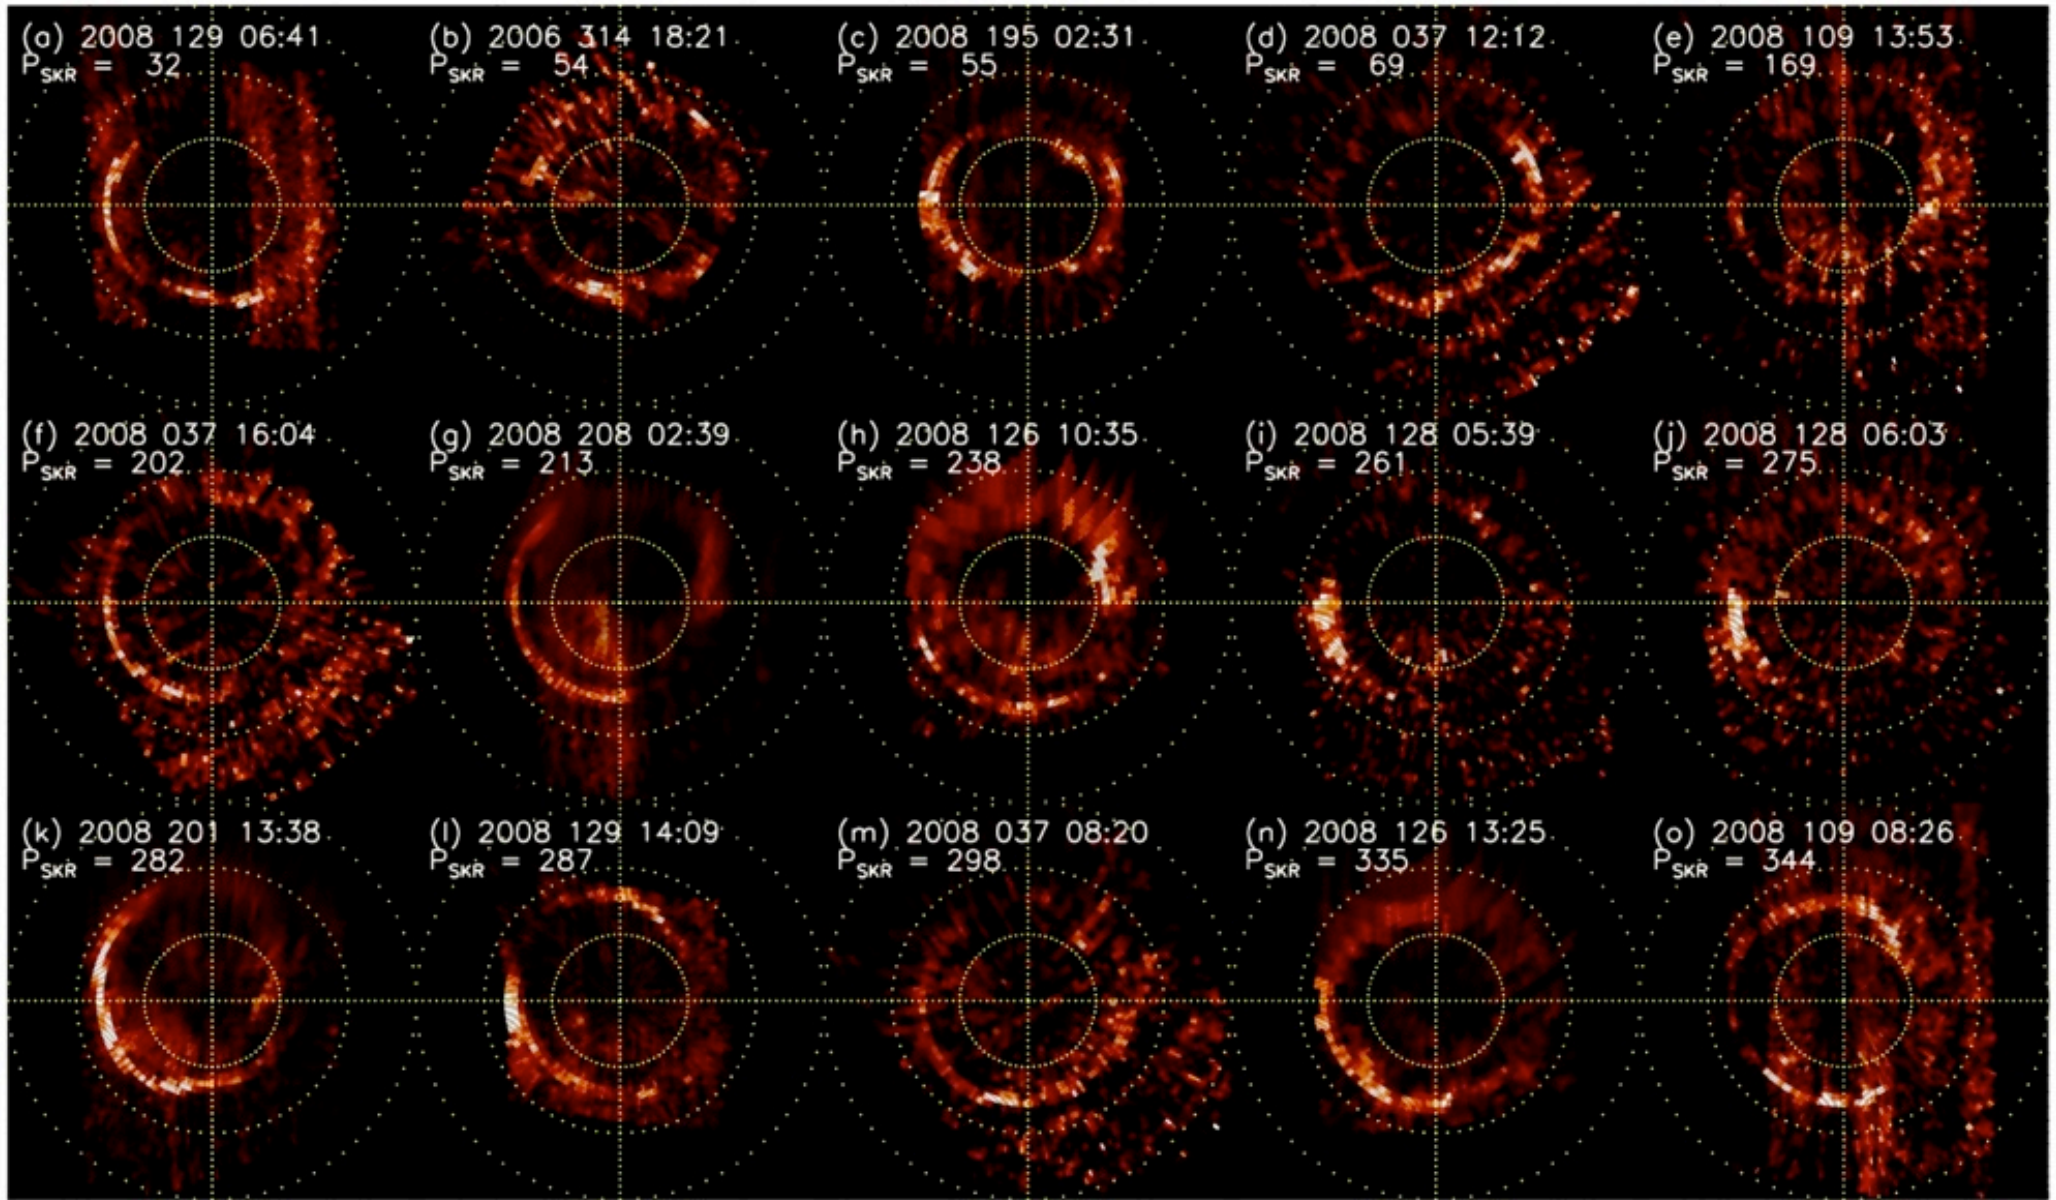 (a) 2008 129 06:41
PSKR = 32
(b) 2006 314 18:21
PSKR = 54
(c) 2008 195 02:31
PSKR = 55
(d) 2008 037 12:12
PSKR = 69
(e) 2008 109 13:53
PSKR = 169
(f) 2008 037 16:04
PSKR = 202
(g) 2008 208 02:39
PSKR = 213
(h) 2008 126 10:35
PSKR = 238
(i) 2008 128 05:39
PSKR = 261
(j) 2008 128 06:03
PSKR = 275
(k) 2008 201 13:38
PSKR = 282
(l) 2008 129 14:09
PSKR = 287
(m) 2008 037 08:20
PSKR = 298
(n) 2008 126 13:25
PSKR = 335
(o) 2008 109 08:26
PSKR = 344